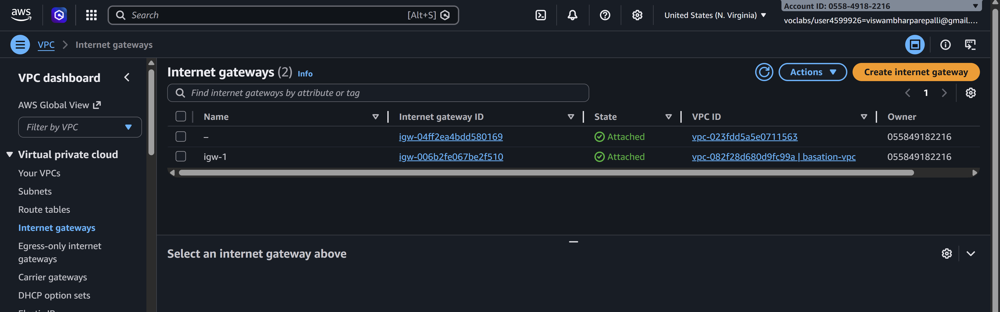 aws
Search
[Alt+S]
United States (N. Virginia)
Account ID: 0558-4918-2216
voclabs/user4599926=viswambharparepalli@gmail....
VPC
Internet gateways
VPC dashboard
AWS Global View
Filter by VPC
Virtual private cloud
Your VPCs
Subnets
Route tables
Internet gateways
Egress-only internet
gateways
Carrier gateways
DHCP option sets
Internet gateways (2) Info
Actions
Create internet gateway
Find internet gateways by attribute or tag
1
Name Internet gateway ID State VPC ID Owner
– igw-04ff2ea4bdd580169 Attached vpc-023fdd5a5e0711563 055849182216
igw-1 igw-006b2fe067be2f510 Attached vpc-082f28d680d9fc99a | basation-vpc 055849182216
Select an internet gateway above